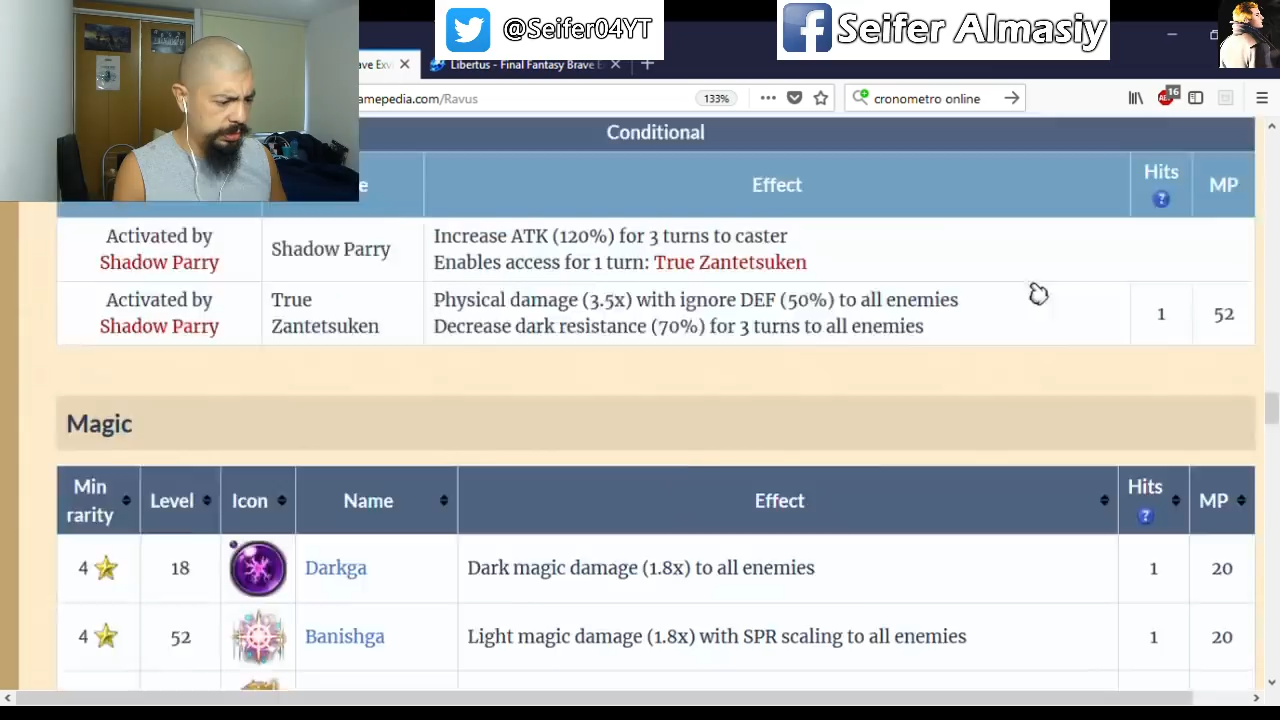 @Seifer04YT
Seifer Almasiy
ave Ex
Libertus - Final Fantasy Brave E
amepedia.com/Ravus
133%
cronometro online
16
Conditional
e
Effect
Hits
?
MP
Activated by
Shadow Parry
Shadow Parry
Increase ATK (120%) for 3 turns to caster
Enables access for 1 turn: True Zantetsuken
Activated by
Shadow Parry
True
Zantetsuken
Physical damage (3.5x) with ignore DEF (50%) to all enemies
Decrease dark resistance (70%) for 3 turns to all enemies
1
52
Magic
Min
rarity
Level
Icon
Name
Effect
Hits
?
MP
4
18
Darkga
Dark magic damage (1.8x) to all enemies
1
20
4
52
Banishga
Light magic damage (1.8x) with SPR scaling to all enemies
1
20